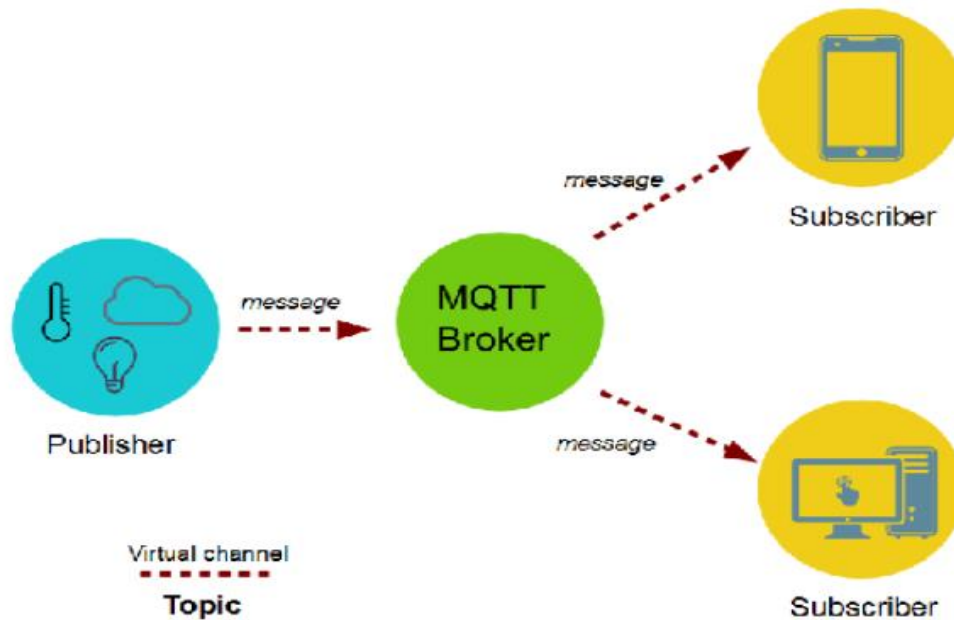 message
Subscriber
message
MQTT
Broker
Publisher
message
Virtual channel
Topic
Subscriber